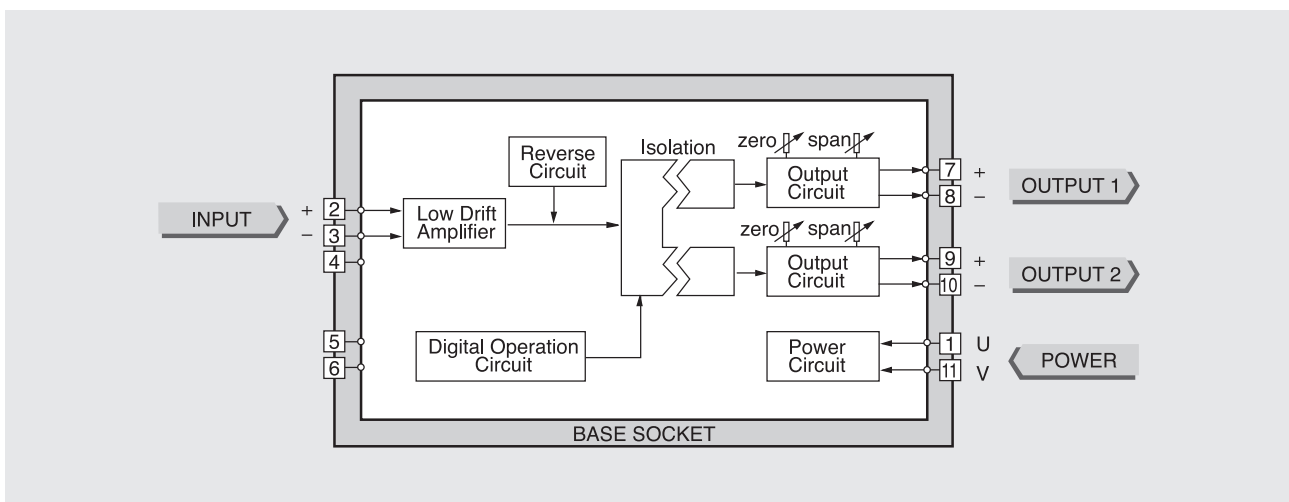 INPUT
+
2
−
3
4
5
6
Low Drift
Amplifier
Reverse
Circuit
Isolation
zero span
Output
Circuit
zero span
Output
Circuit
Digital Operation
Circuit
Power
Circuit
7 +
8 −
OUTPUT 1
9 +
10 −
OUTPUT 2
1 U
11 V
POWER
BASE SOCKET